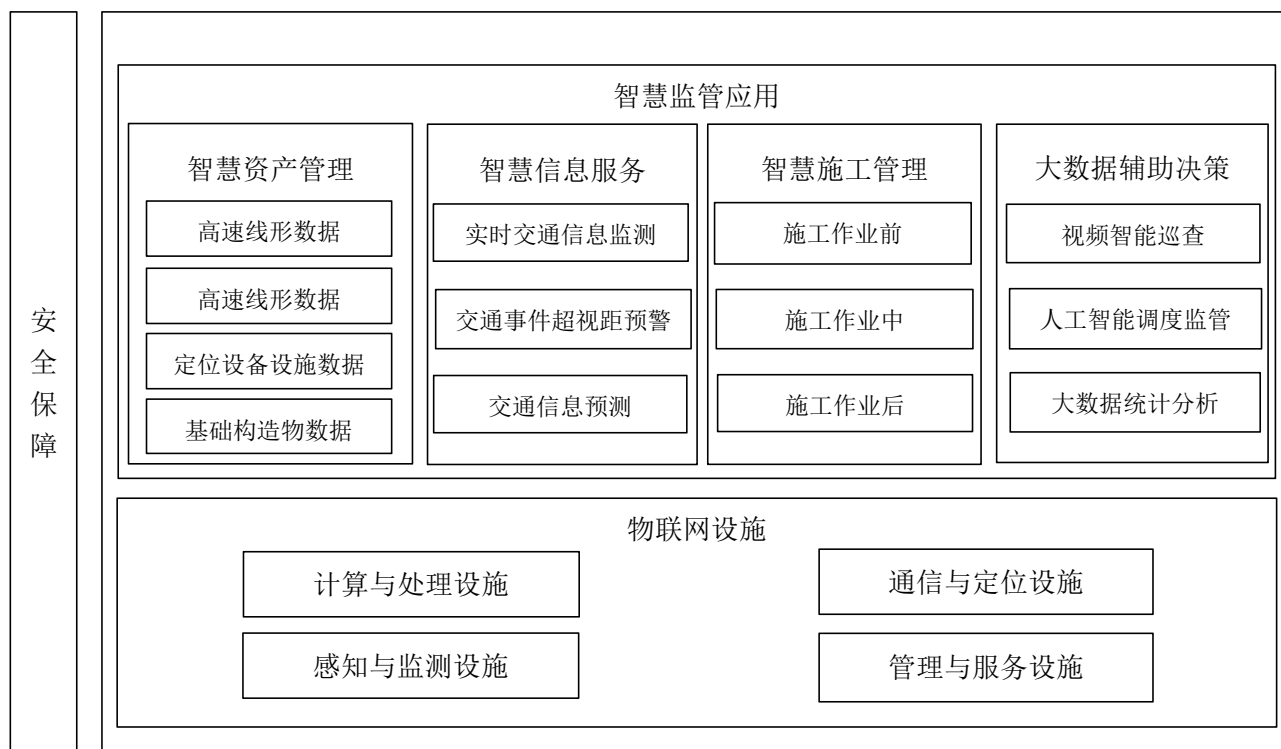 安全保障
智慧监管应用
智慧资产管理
高速线形数据
高速线形数据
定位设备设施数据
基础构造物数据
智慧信息服务
实时交通信息监测
交通事件超视距预警
交通信息预测
智慧施工管理
施工作业前
施工作业中
施工作业后
大数据辅助决策
视频智能巡查
人工智能调度监管
大数据统计分析
物联网设施
计算与处理设施
通信与定位设施
感知与监测设施
管理与服务设施